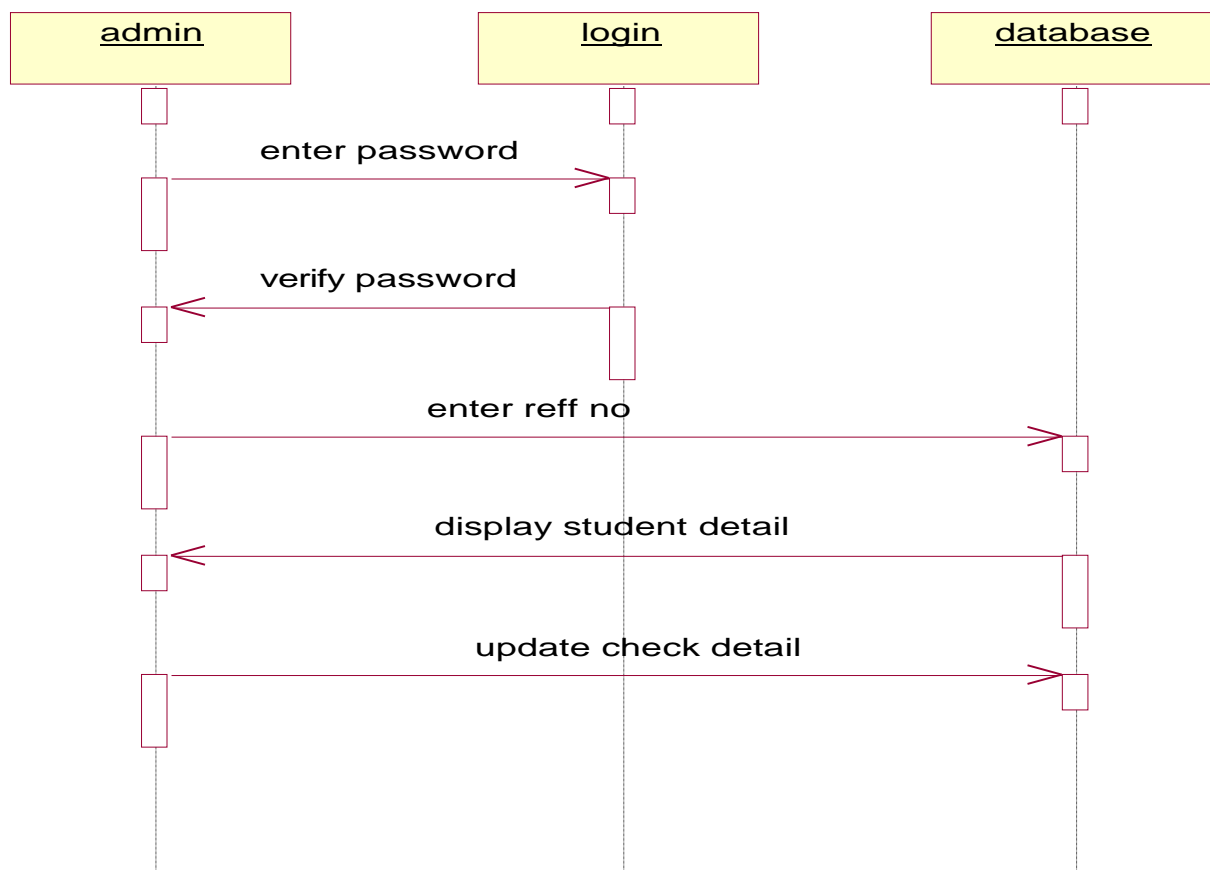 admin
login
database
enter password
verify password
enter reff no
display student detail
update check detail